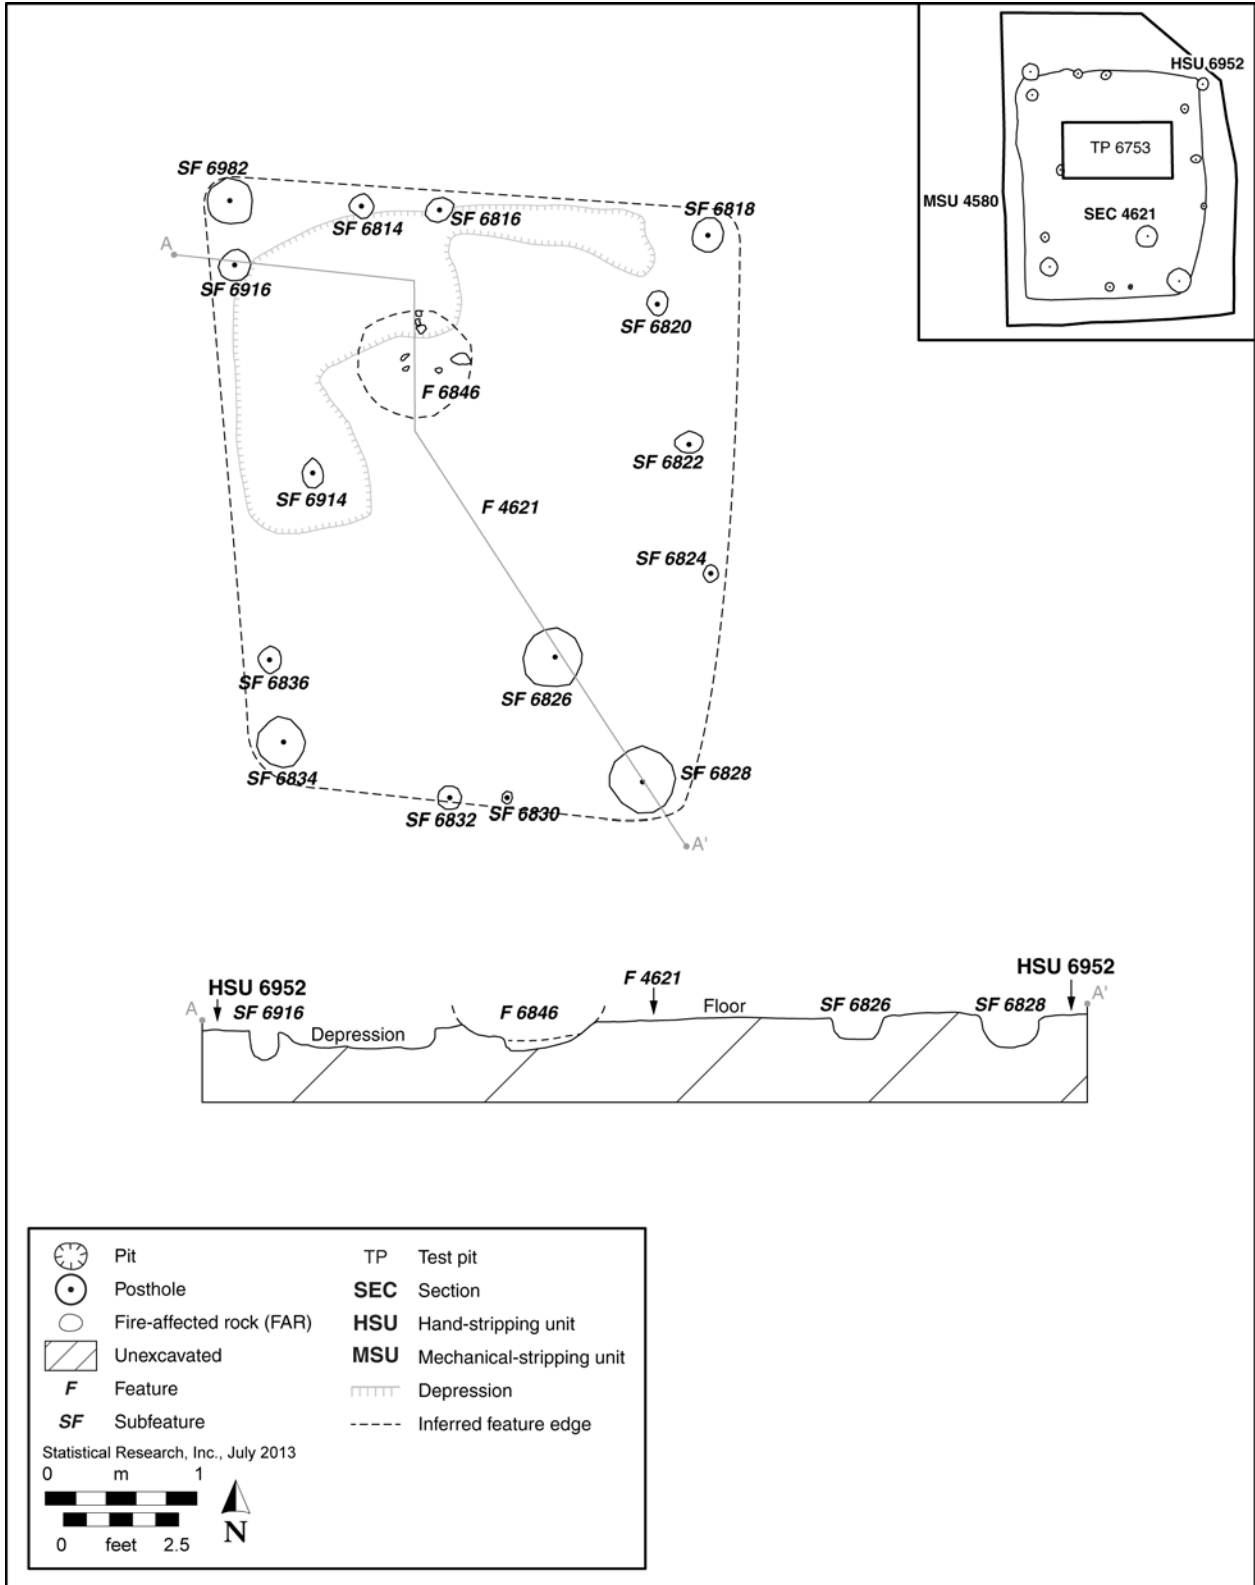 HSU 6952
TP 6753
MSU 4580
SEC 4621
SF 6982
SF 6814
SF 6816
SF 6818
A
SF 6916
SF 6820
F 6846
SF 6822
SF 6914
F 4621
SF 6824
SF 6836
SF 6826
SF 6834
SF 6828
SF 6832
SF 6830
A'
HSU 6952
F 4621
HSU 6952
A
SF 6916
F 6846
Floor
SF 6826
SF 6828
A'
Depression
Pit
TP Test pit
Posthole
SEC Section
Fire-affected rock (FAR)
HSU Hand-stripping unit
Unexcavated
MSU Mechanical-stripping unit
F Feature
Depression
SF Subfeature
Inferred feature edge
Statistical Research, Inc., July 2013
0 m 1
N
0 feet 2.5